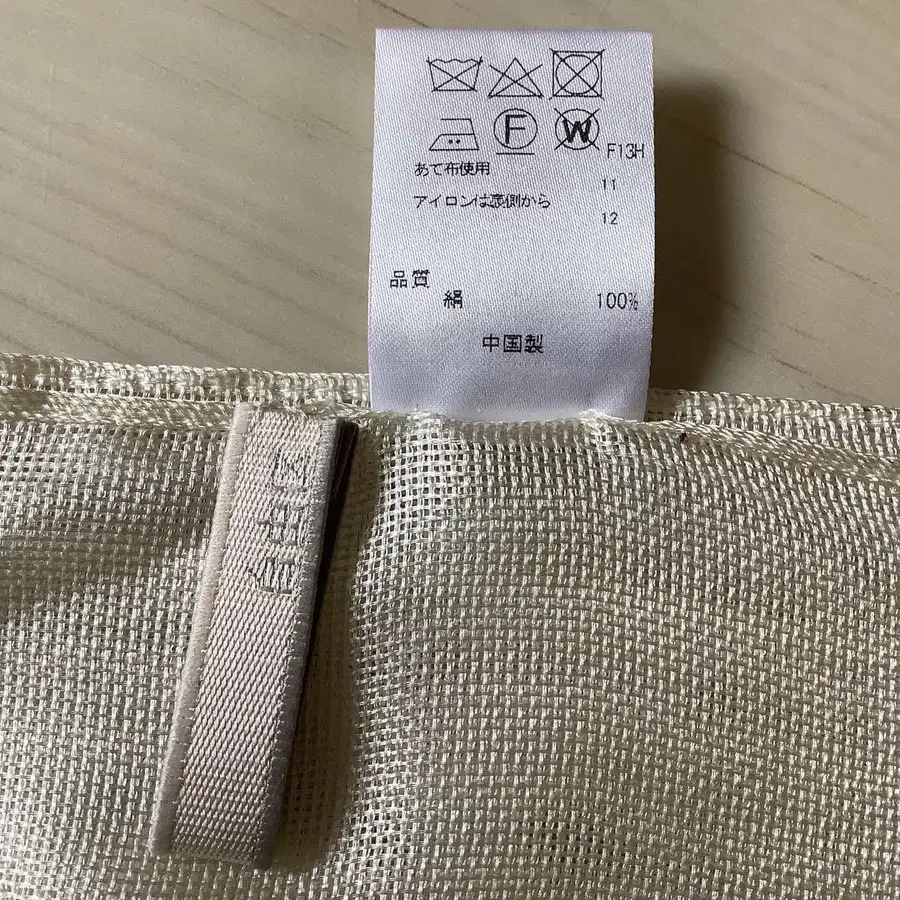 F
W
F13H
あて布使用
11
アイロンは裏側から
12
品質
絹 100%
中国製